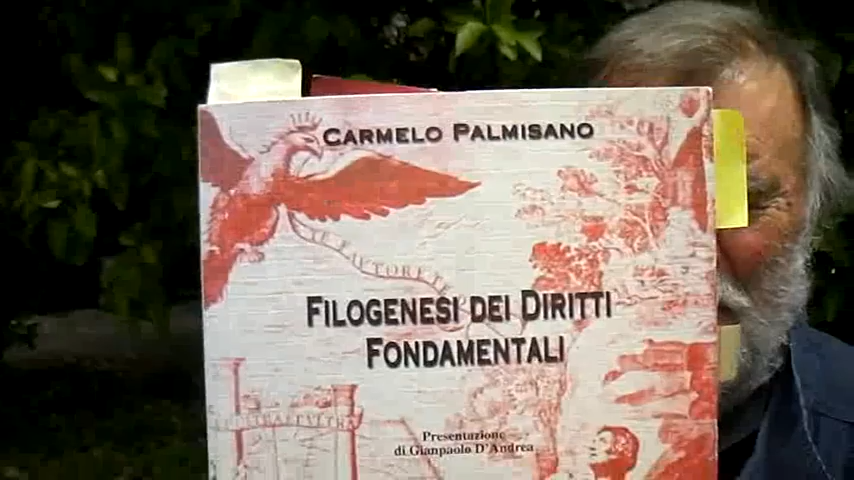 CARMELO PALMISANO
FILOGENESI DEI DIRITTI
FONDAMENTALI
Presentazione
di Gianpaolo D'Andrea